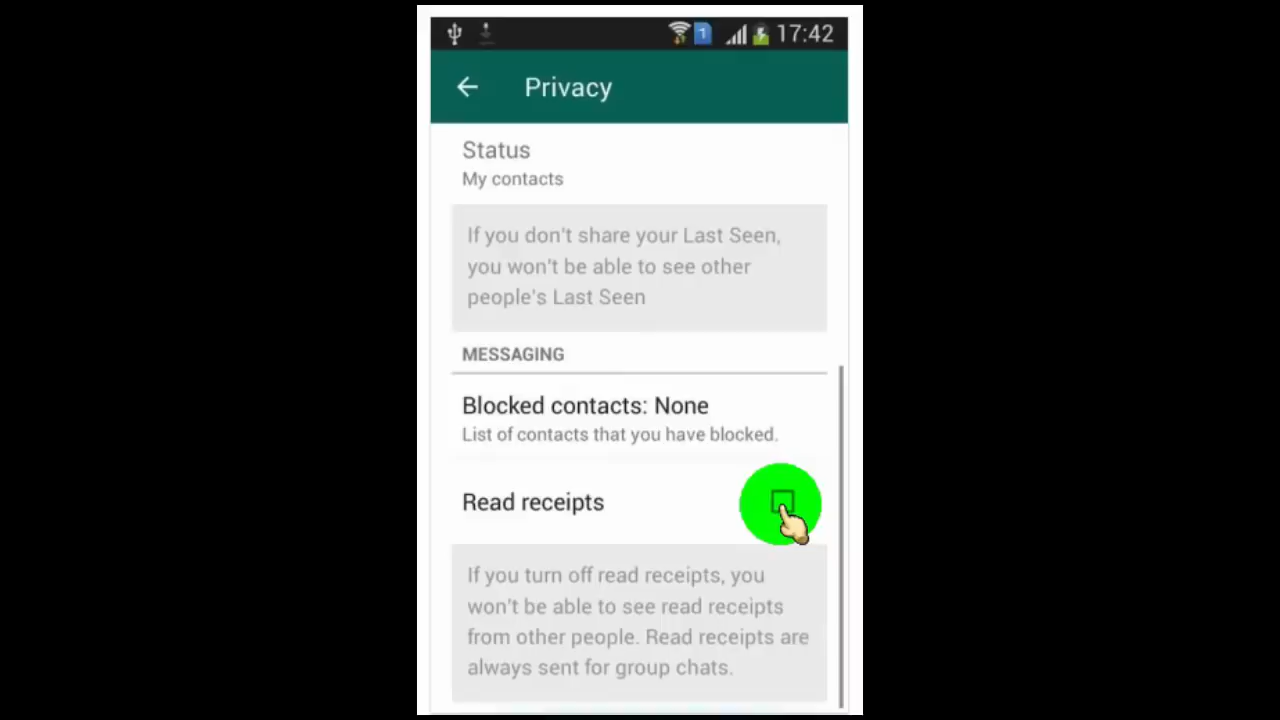 1 17:42
Privacy
Status
My contacts
If you don't share your Last Seen,
you won't be able to see other
people's Last Seen
MESSAGING
Blocked contacts: None
List of contacts that you have blocked.
Read receipts
If you turn off read receipts, you
won't be able to see read receipts
from other people. Read receipts are
always sent for group chats.